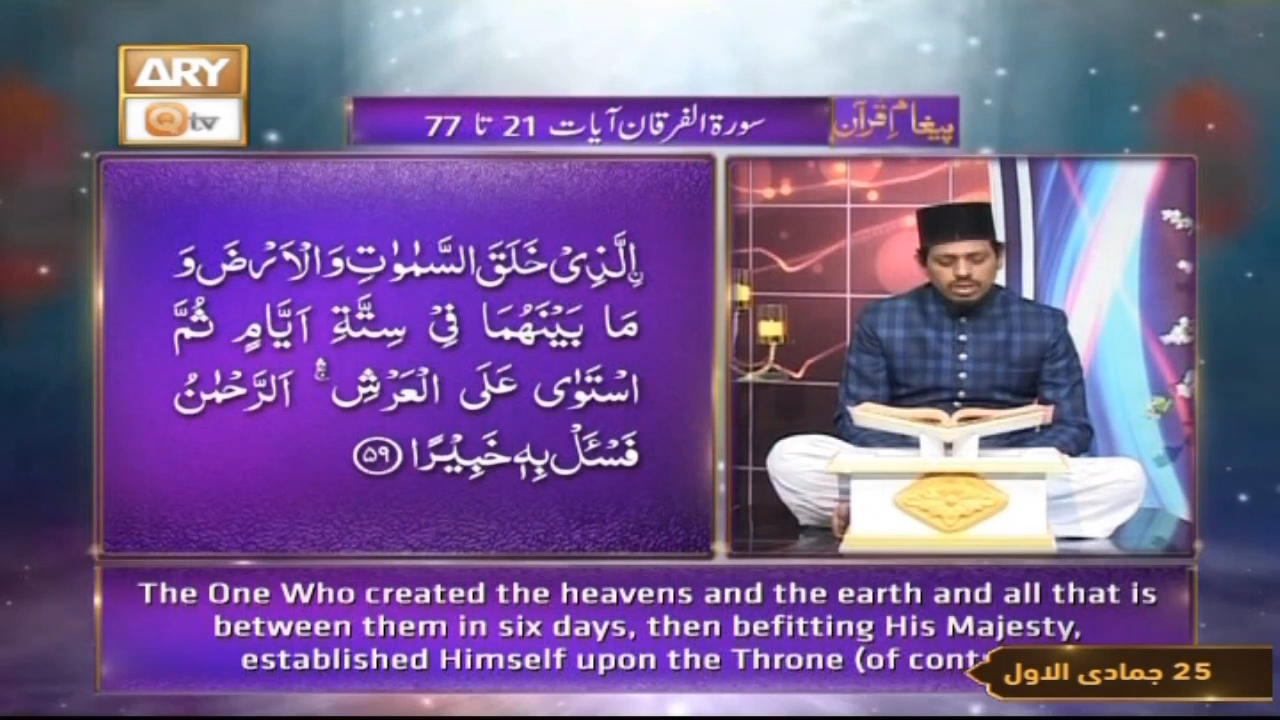 ARY
Qtv
پیغامِ قرآن
سورۃ الفرقان آیات 21 تا 77
اِۨلَّذِیْ خَلَقَ السَّمٰوٰتِ وَالْاَرْضَ وَ
مَا بَیْنَهُمَا فِیْ سِتَّةِ اَیَّامٍ ثُمَّ
اسْتَوٰی عَلَی الْعَرْشِ ۛۚ اَلرَّحْمٰنُ
فَسْـَٔلْ بِهٖ خَبِیْرًا ﴿۵۹﴾
The One Who created the heavens and the earth and all that is
between them in six days, then befitting His Majesty,
established Himself upon the Throne (of cont
25 جمادی الاول